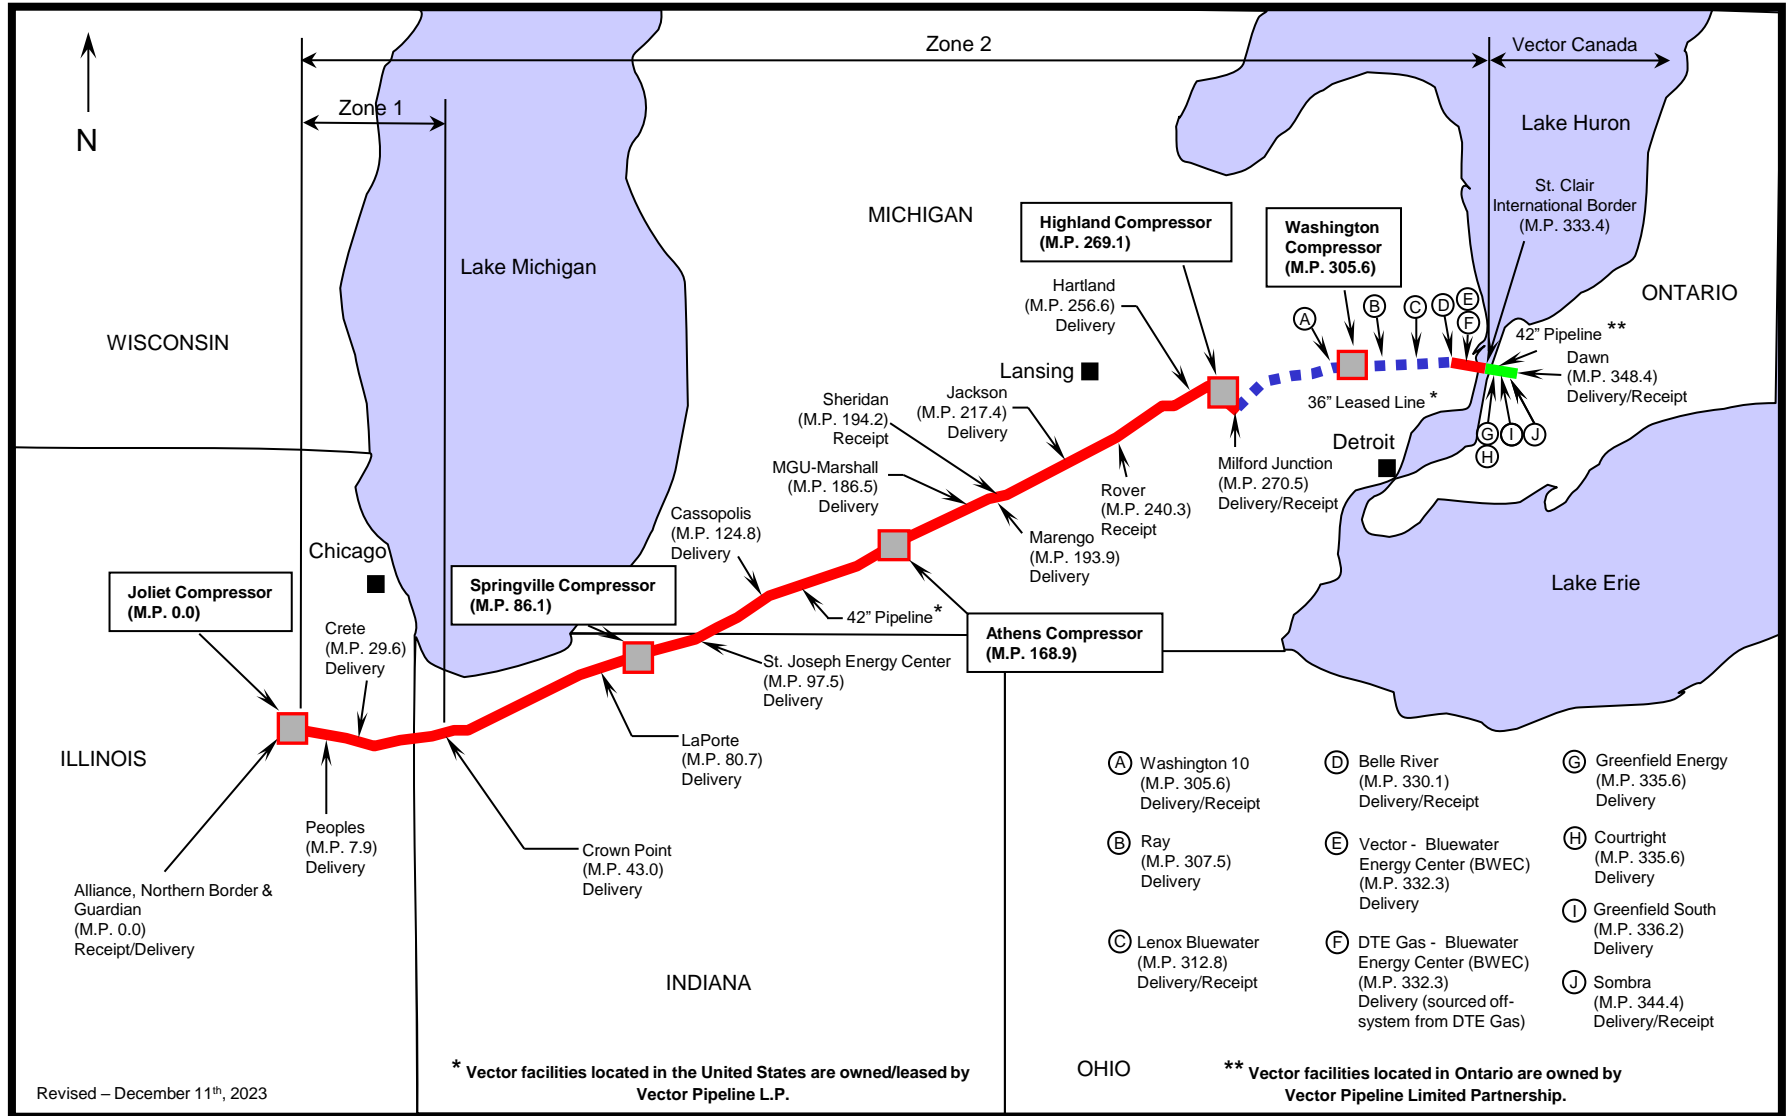 Zone 2
Vector Canada
Zone 1
N
Lake Huron
St. Clair
International Border
(M.P. 333.4)
MICHIGAN
Highland Compressor
(M.P. 269.1)
Washington
Compressor
(M.P. 305.6)
Lake Michigan
Hartland
(M.P. 256.6)
Delivery
ONTARIO
A
B
C
D
E
F
42” Pipeline **
WISCONSIN
Dawn
(M.P. 348.4)
Delivery/Receipt
Lansing
36” Leased Line *
Jackson
(M.P. 217.4)
Delivery
Sheridan
(M.P. 194.2)
Receipt
G
H
I
J
Detroit
MGU-Marshall
(M.P. 186.5)
Delivery
Milford Junction
(M.P. 270.5)
Delivery/Receipt
Rover
(M.P. 240.3)
Receipt
Cassopolis
(M.P. 124.8)
Delivery
Marengo
(M.P. 193.9)
Delivery
Chicago
Lake Erie
Joliet Compressor
(M.P. 0.0)
Springville Compressor
(M.P. 86.1)
42” Pipeline*
Athens Compressor
(M.P. 168.9)
Crete
(M.P. 29.6)
Delivery
St. Joseph Energy Center
(M.P. 97.5)
Delivery
LaPorte
(M.P. 80.7)
Delivery
ILLINOIS
Peoples
(M.P. 7.9)
Delivery
Crown Point
(M.P. 43.0)
Delivery
Alliance, Northern Border &
Guardian
(M.P. 0.0)
Receipt/Delivery
A Washington 10
(M.P. 305.6)
Delivery/Receipt
B Ray
(M.P. 307.5)
Delivery
C Lenox Bluewater
(M.P. 312.8)
Delivery/Receipt
D Belle River
(M.P. 330.1)
Delivery/Receipt
E Vector - Bluewater
Energy Center (BWEC)
(M.P. 332.3)
Delivery
F DTE Gas - Bluewater
Energy Center (BWEC)
(M.P. 332.3)
Delivery (sourced off-
system from DTE Gas)
G Greenfield Energy
(M.P. 335.6)
Delivery
H Courtright
(M.P. 335.6)
Delivery
I Greenfield South
(M.P. 336.2)
Delivery
J Sombra
(M.P. 344.4)
Delivery/Receipt
INDIANA
OHIO
* Vector facilities located in the United States are owned/leased by
Vector Pipeline L.P.
** Vector facilities located in Ontario are owned by
Vector Pipeline Limited Partnership.
Revised – December 11th, 2023